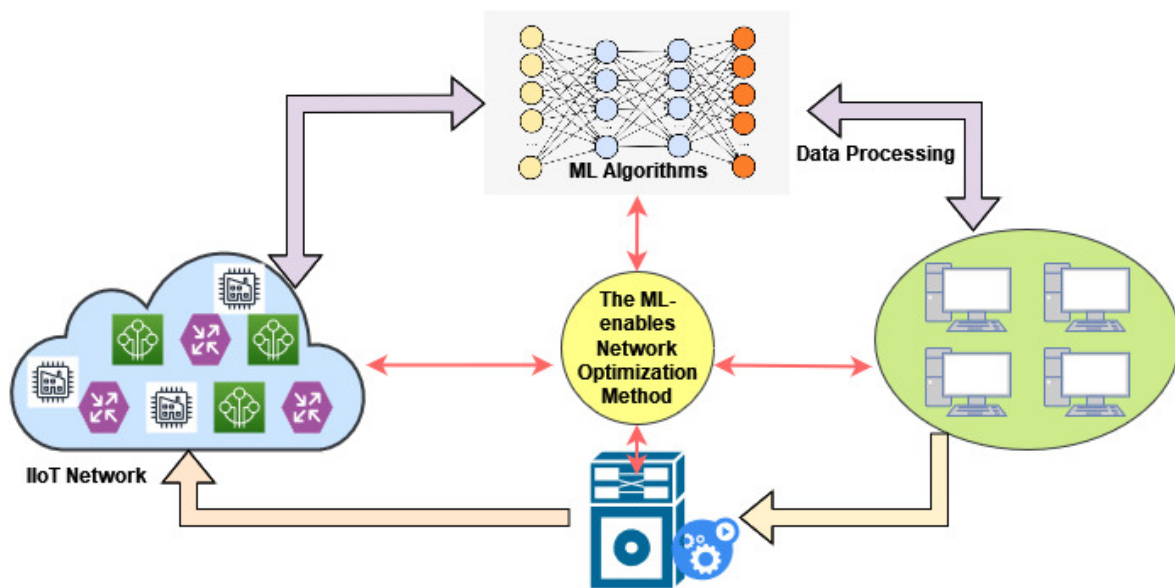 ML Algorithms
Data Processing
The ML-
enables
Network
Optimization
Method
IIoT Network